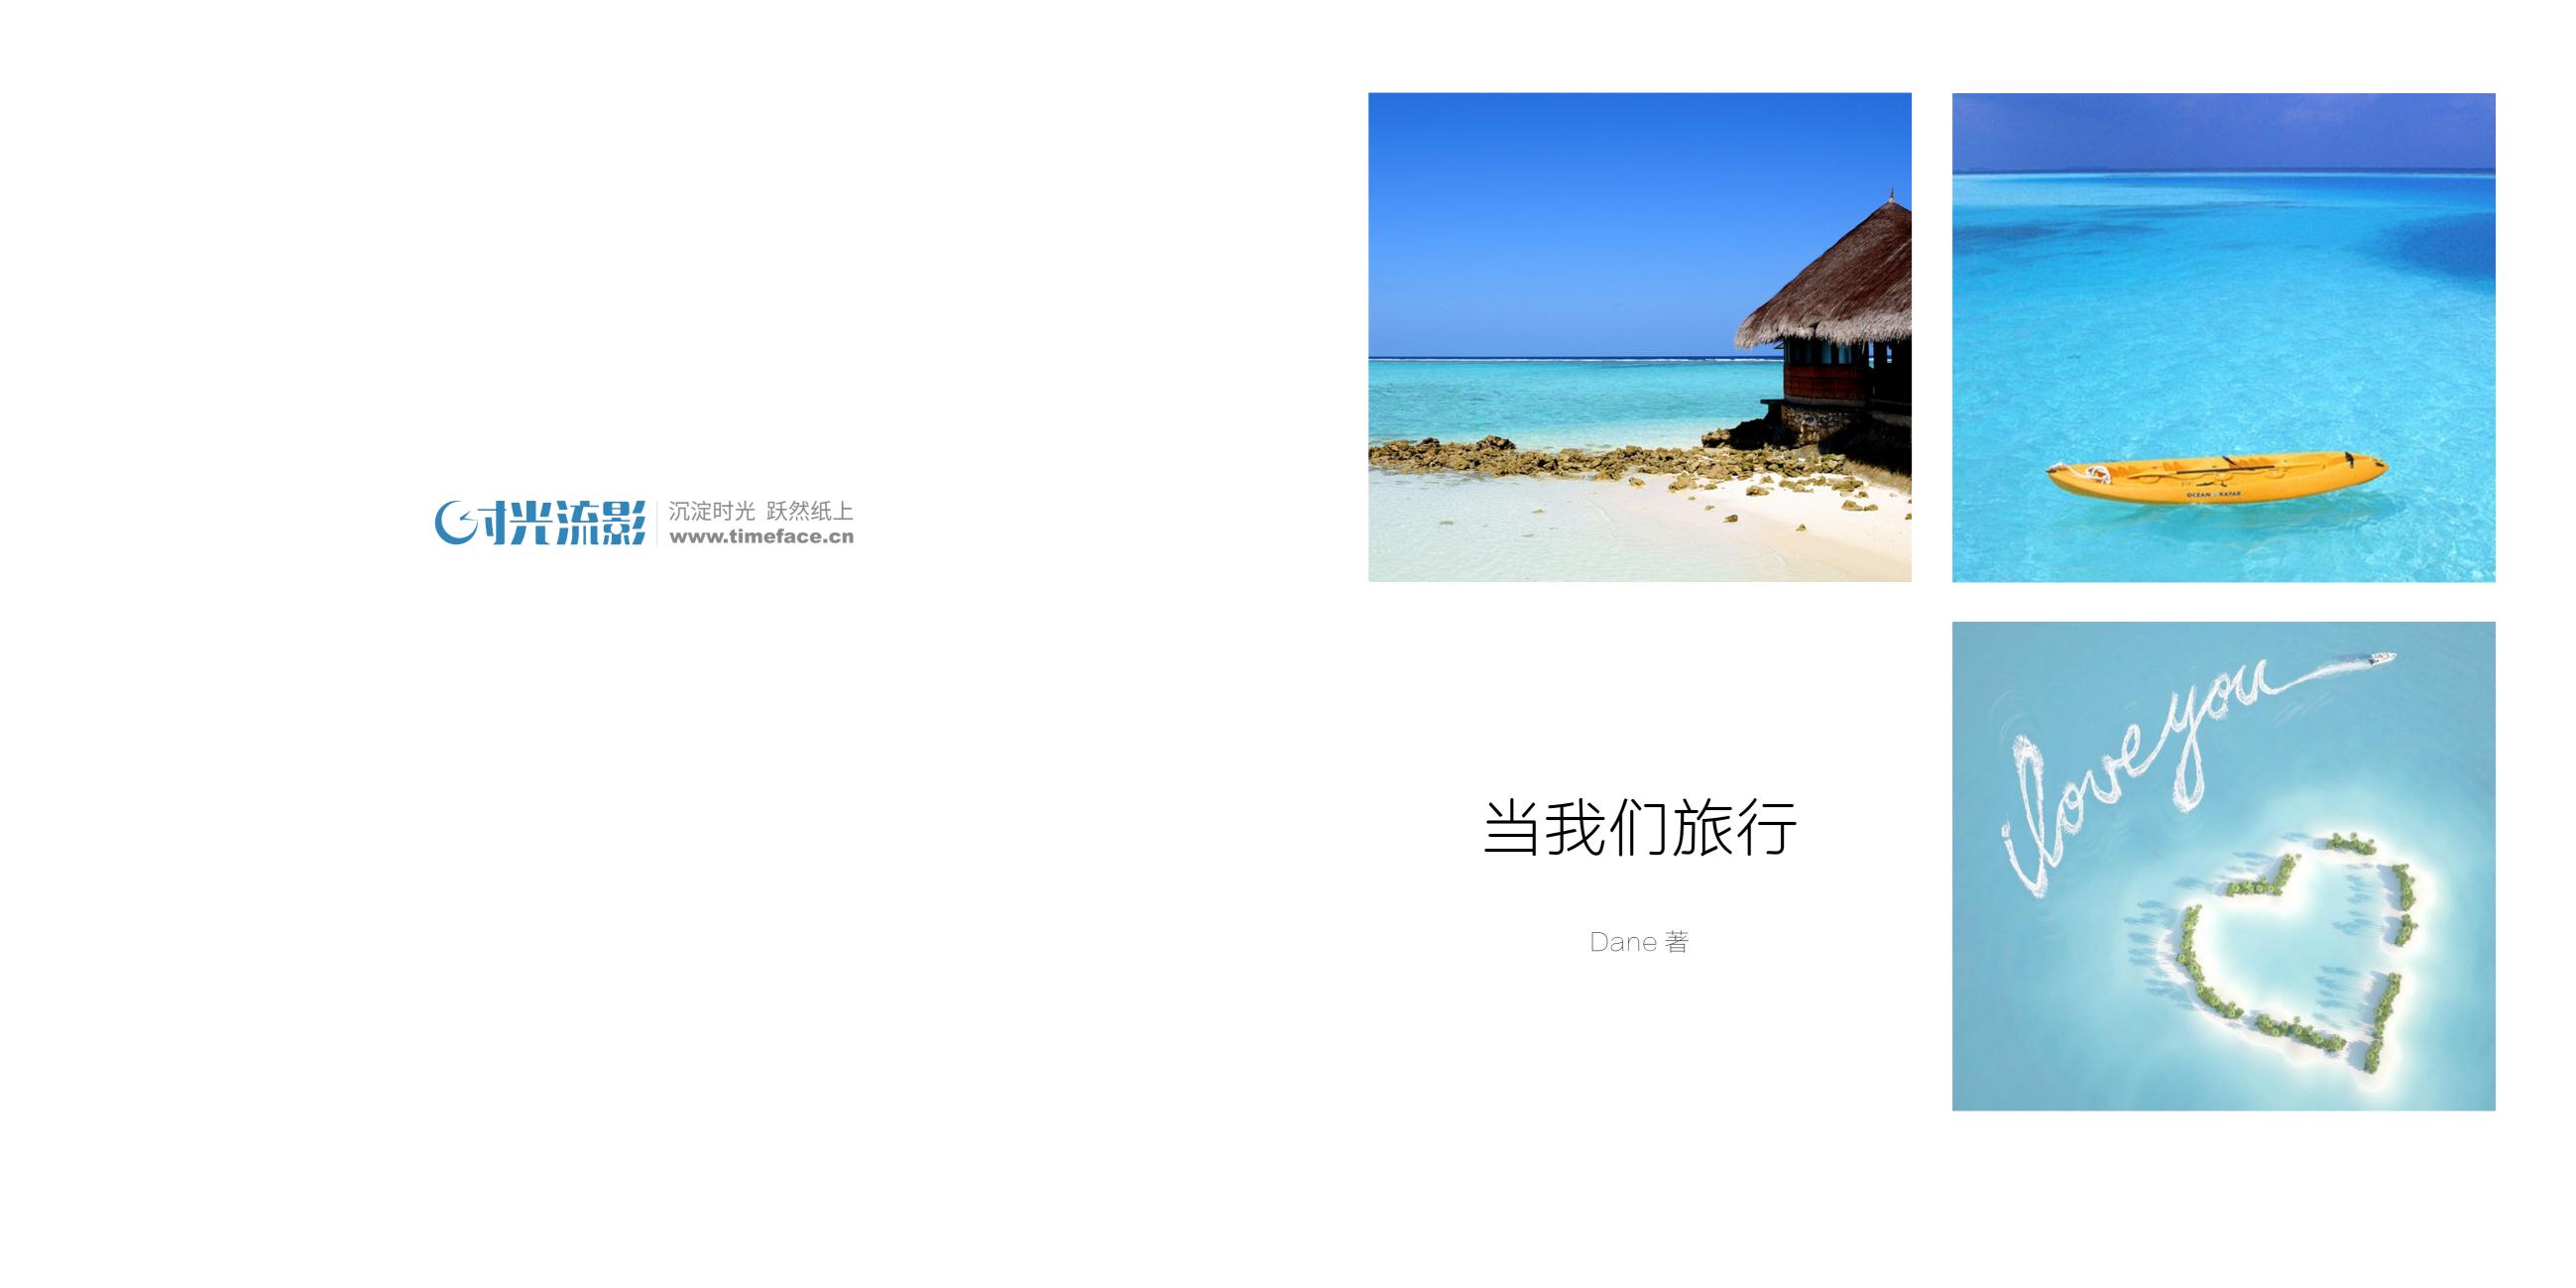 时光流影
沉淀时光 跃然纸上
www.timeface.cn
OCEAN KAYAK
i love you
当我们旅行
Dane 著